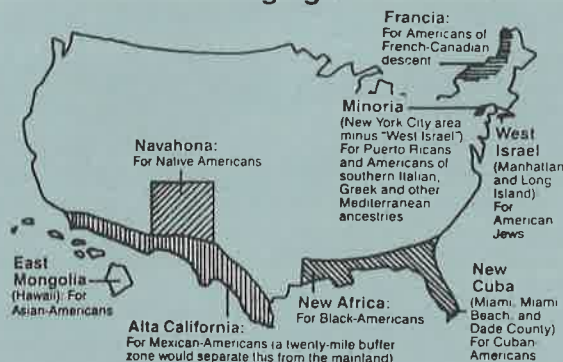 Francia:
For Americans of
French-Canadian
descent
Minoria
(New York City area
minus "West Israel")
For Puerto Ricans
and Americans of
southern Italian,
Greek and other
Mediterranean
ancestries
West
Israel
(Manhattan
and Long
Island)
For
American
Jews
Navahona:
For Native Americans
East
Mongolia
(Hawaii): For
Asian-Americans
Alta California:
For Mexican-Americans (a twenty-mile buffer
zone would separate this from the mainland)
New Africa:
For Black-Americans
New
Cuba
(Miami, Miami
Beach, and
Dade County)
For Cuban-
Americans